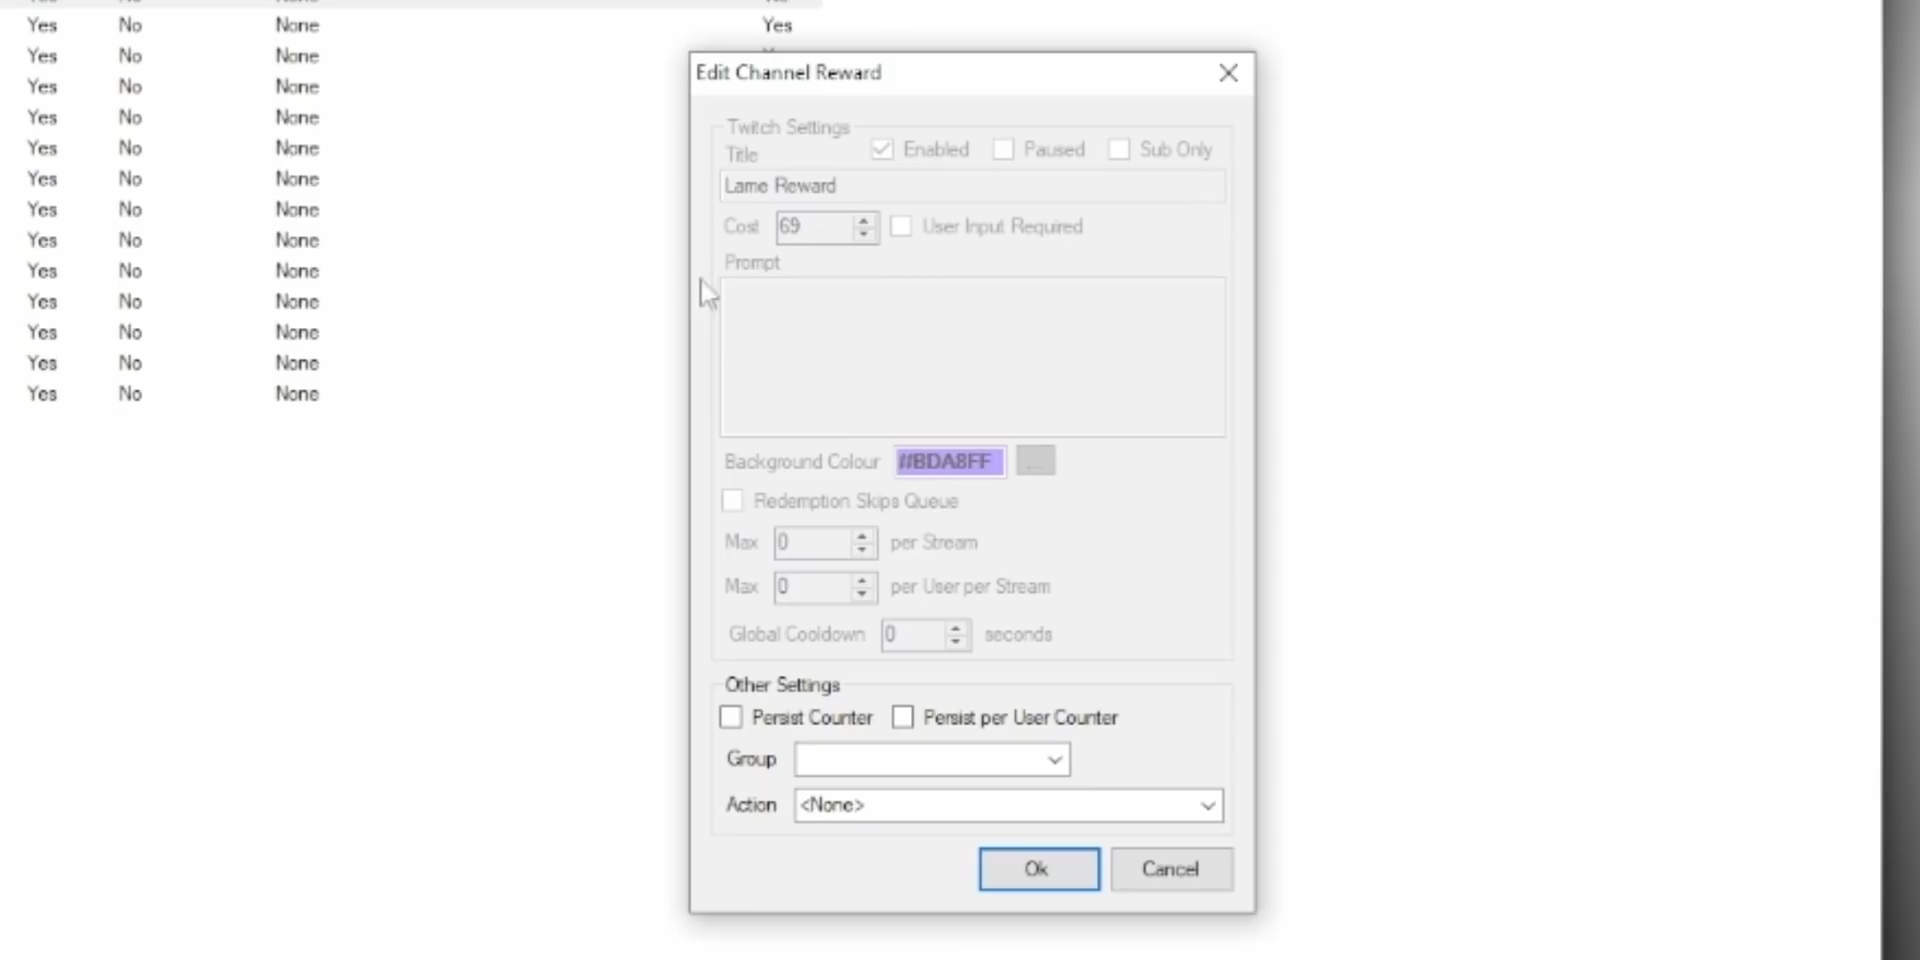 Yes No None Yes
Yes No None
Yes No None
Yes No None
Yes No None
Yes No None
Yes No None
Yes No None
Yes No None
Yes No None
Yes No None
Yes No None
Yes No None
Edit Channel Reward
Twitch Settings
Title Enabled Paused Sub Only
Lame Reward
Cost 69 User Input Required
Prompt
Background Colour #BDA8FF ...
Redemption Skips Queue
Max 0 per Stream
Max 0 per User per Stream
Global Cooldown 0 seconds
Other Settings
Persist Counter Persist per User Counter
Group
Action <None>
Ok Cancel